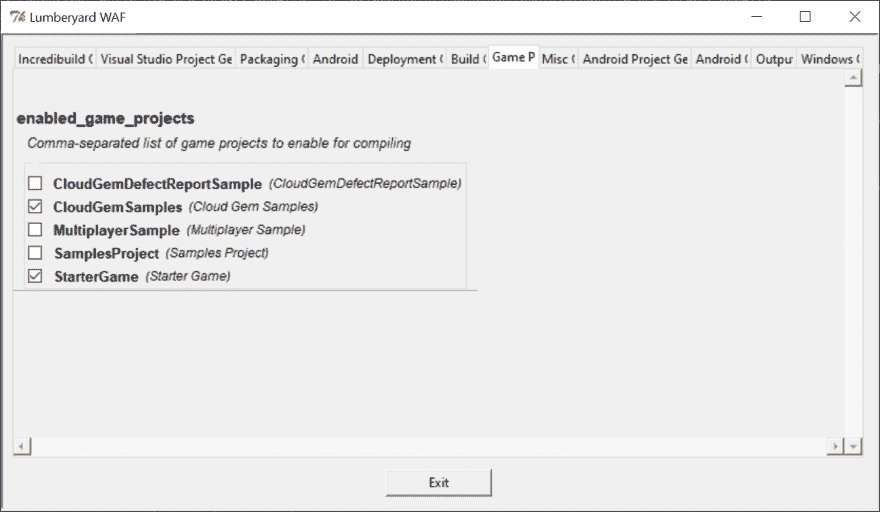 Lumberyard WAF
Incredibuild C Visual Studio Project Ge Packaging C Android Deployment C Build C Game P Misc C Android Project Ge Android C Outpu Windows C
enabled_game_projects
Comma-separated list of game projects to enable for compiling
CloudGemDefectReportSample (CloudGemDefectReportSample)
CloudGemSamples (Cloud Gem Samples)
MultiplayerSample (Multiplayer Sample)
SamplesProject (Samples Project)
StarterGame (Starter Game)
Exit